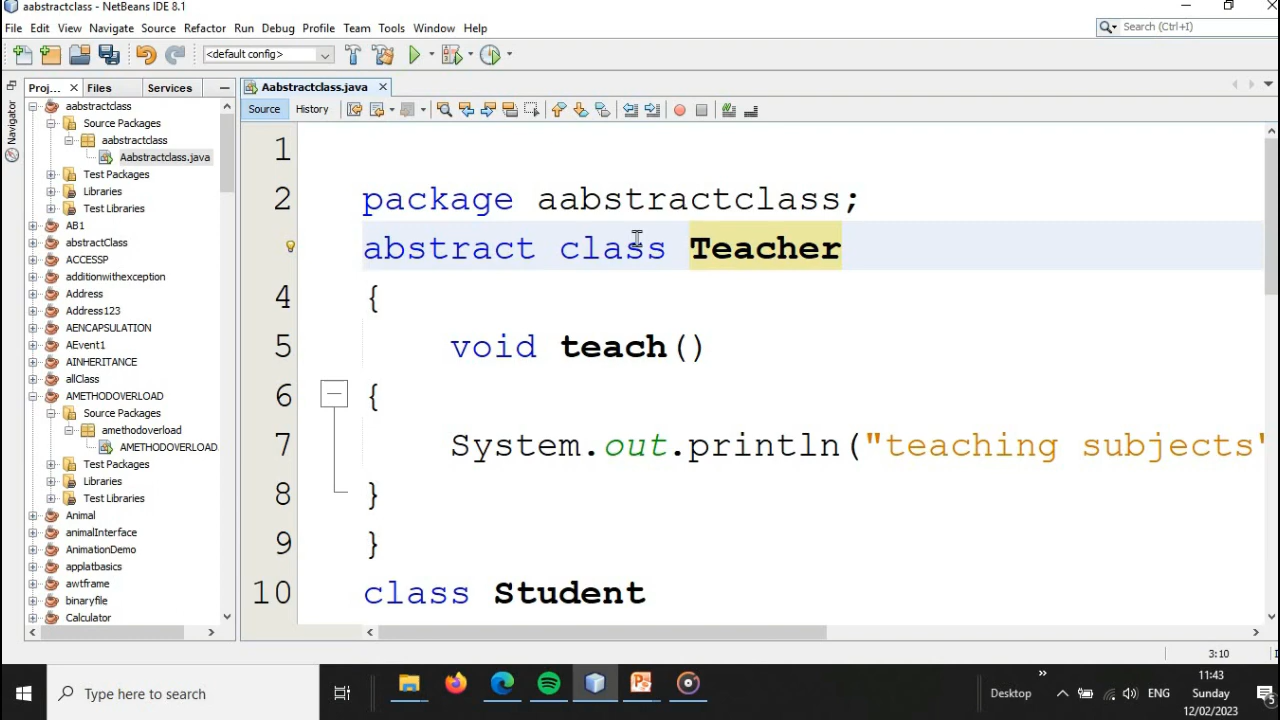 aabstractclass - NetBeans IDE 8.1
File Edit View Navigate Source Refactor Run Debug Profile Team Tools Window Help
Search (Ctrl+I)
<default config>
Proj... Files Services
Aabstractclass.java
Source History
Navigator
aabstractclass
Source Packages
aabstractclass
Aabstractclass.java
Test Packages
Libraries
Test Libraries
AB1
abstractClass
ACCESSP
additionwithexception
Address
Address123
AENCAPSULATION
AEvent1
AINHERITANCE
allClass
AMETHODOVERLOAD
Source Packages
amethodoverload
AMETHODOVERLOAD
Test Packages
Libraries
Test Libraries
Animal
animalInterface
AnimationDemo
applatbasics
awtframe
binaryfile
Calculator
1
2 package aabstractclass;
abstract class Teacher
4 {
5 void teach()
6 {
7 System.out.println("teaching subjects"
8 }
9 }
10 class Student
3:10
Type here to search
Desktop
ENG
11:43
Sunday
12/02/2023
5